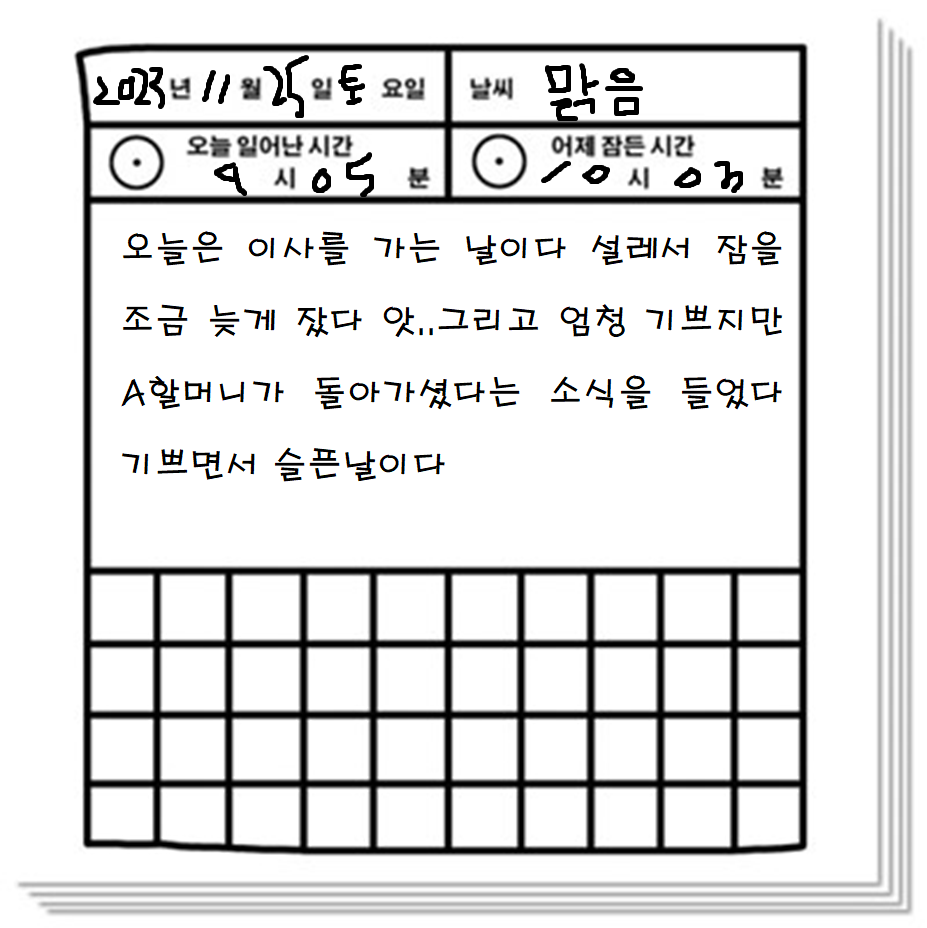 2023년 11월 25일 토 요일 날씨 맑음
오늘 일어난 시간 어제 잠든 시간
9 시 05 분 10 시 03 분
오늘은 이사를 가는 날이다 설레서 잠을
조금 늦게 잤다 앗,,그리고 엄청 기쁘지만
A할머니가 돌아가셨다는 소식을 들었다
기쁘면서 슬픈날이다